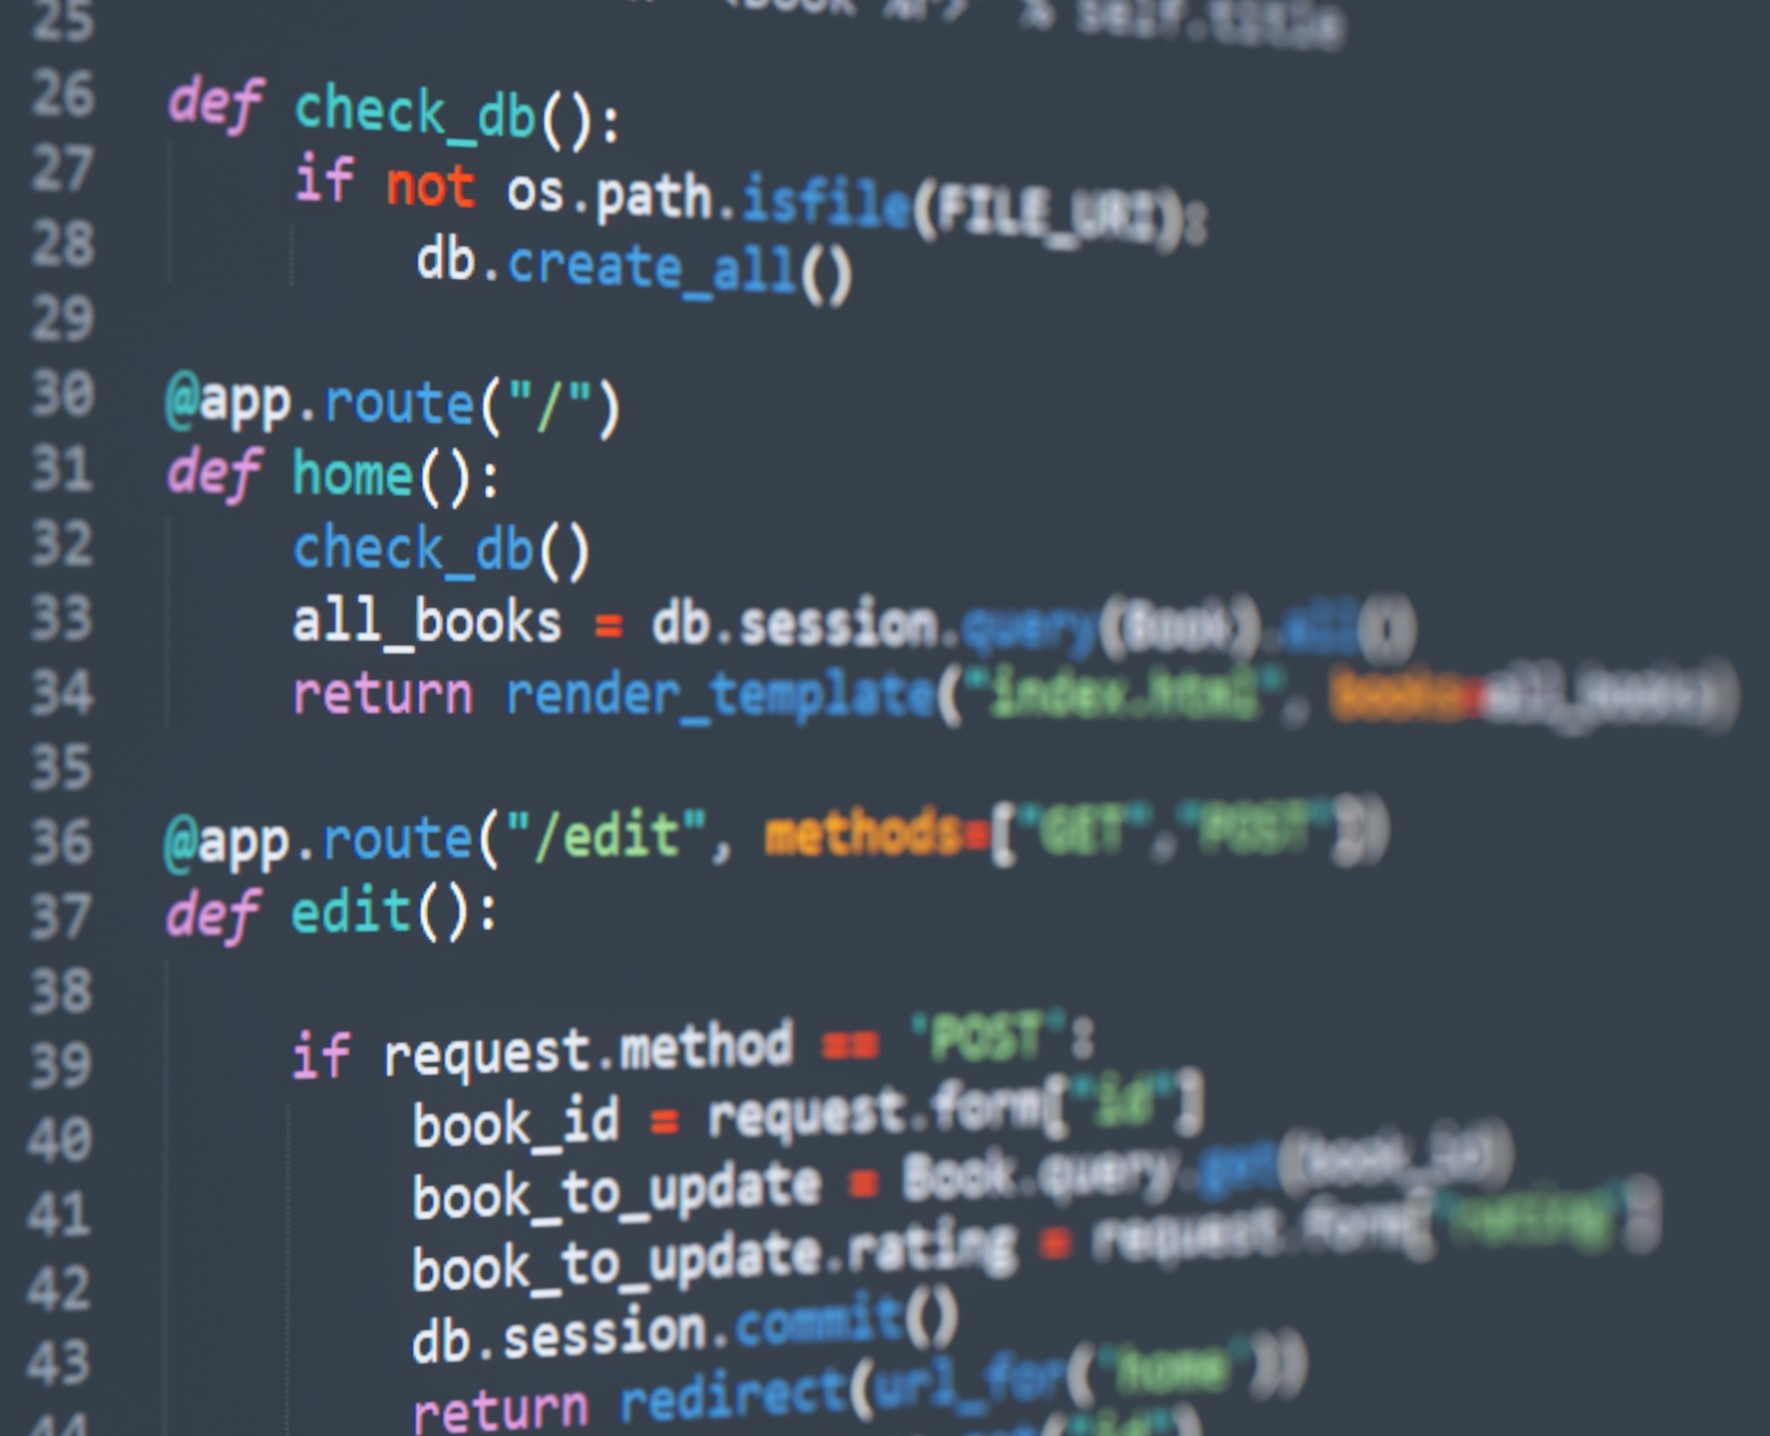 25 <Book %r>" % self.title
26 def check_db():
27     if not os.path.isfile(FILE_URI):
28         db.create_all()
29
30 @app.route("/")
31 def home():
32     check_db()
33     all_books = db.session.query(Book).all()
34     return render_template("index.html", books=all_books)
35
36 @app.route("/edit", methods=["GET","POST"])
37 def edit():
38
39     if request.method == 'POST':
40         book_id = request.form["id"]
41         book_to_update = Book.query.get(book_id)
42         book_to_update.rating = request.form["rating"]
43         db.session.commit()
44         return redirect(url_for('home'))
("id")